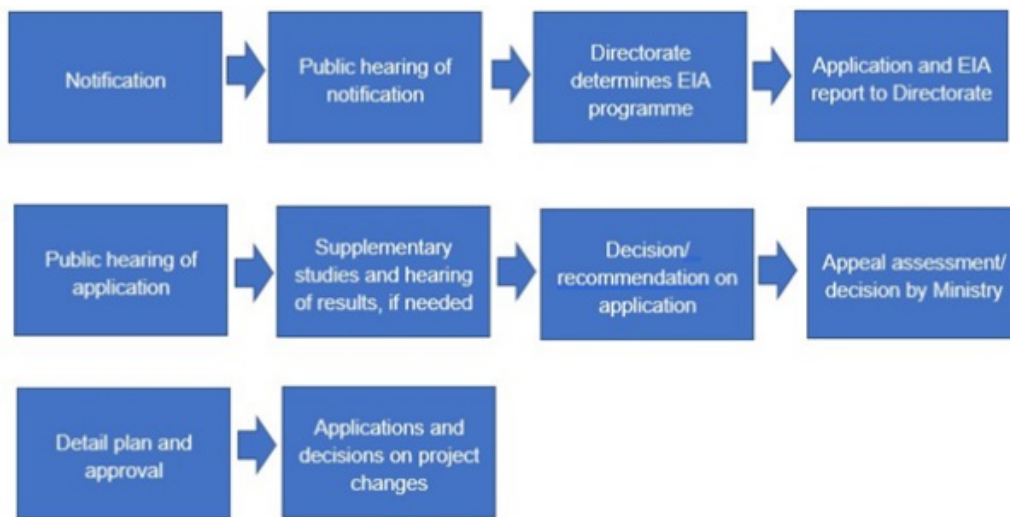 Notification
Public hearing of
notification
Directorate
determines EIA
programme
Application and EIA
report to Directorate
Public hearing of
application
Supplementary
studies and hearing
of results, if needed
Decision/
recommendation on
application
Appeal assessment/
decision by Ministry
Detail plan and
approval
Applications and
decisions on project
changes